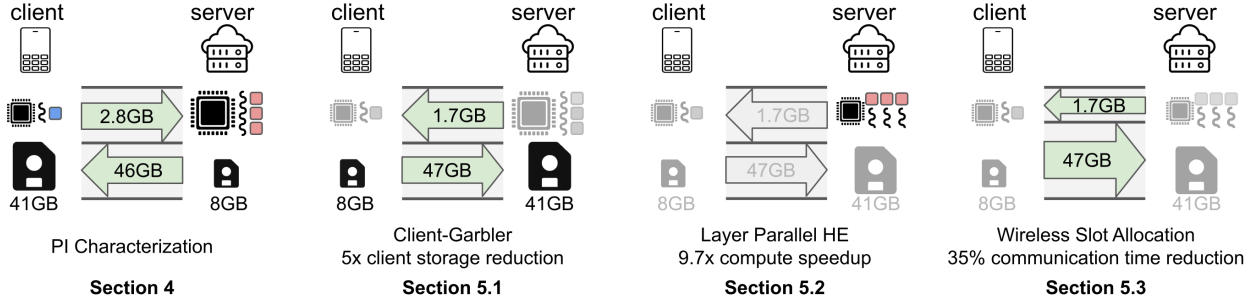 client server
2.8GB
46GB
41GB 8GB
PI Characterization
Section 4
client server
1.7GB
47GB
8GB 41GB
Client-Garbler
5x client storage reduction
Section 5.1
client server
1.7GB
47GB
8GB 41GB
Layer Parallel HE
9.7x compute speedup
Section 5.2
client server
1.7GB
47GB
8GB 41GB
Wireless Slot Allocation
35% communication time reduction
Section 5.3